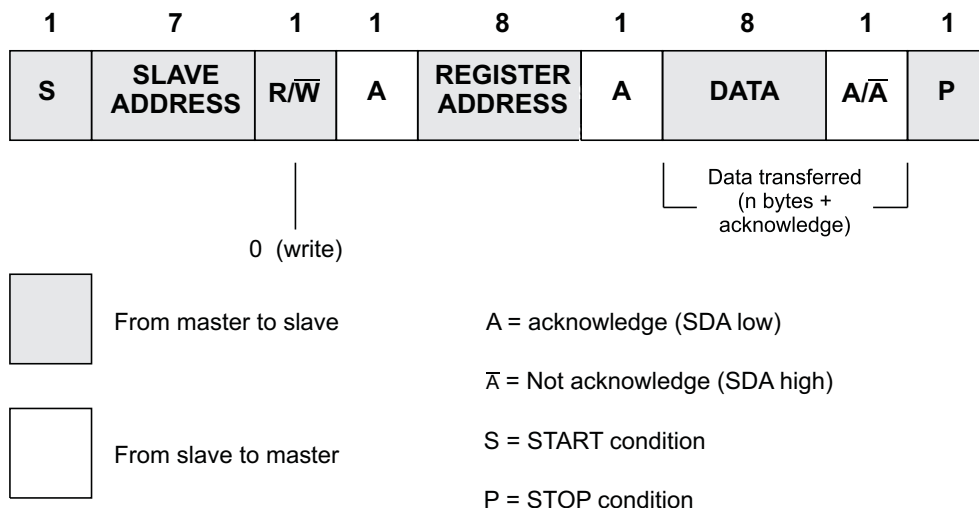 1 7 1 1 8 1 8 1 1
S SLAVE ADDRESS R/W̅ A REGISTER ADDRESS A DATA A/A̅ P
Data transferred
(n bytes +
acknowledge)
0 (write)
From master to slave
A = acknowledge (SDA low)
A̅ = Not acknowledge (SDA high)
From slave to master
S = START condition
P = STOP condition